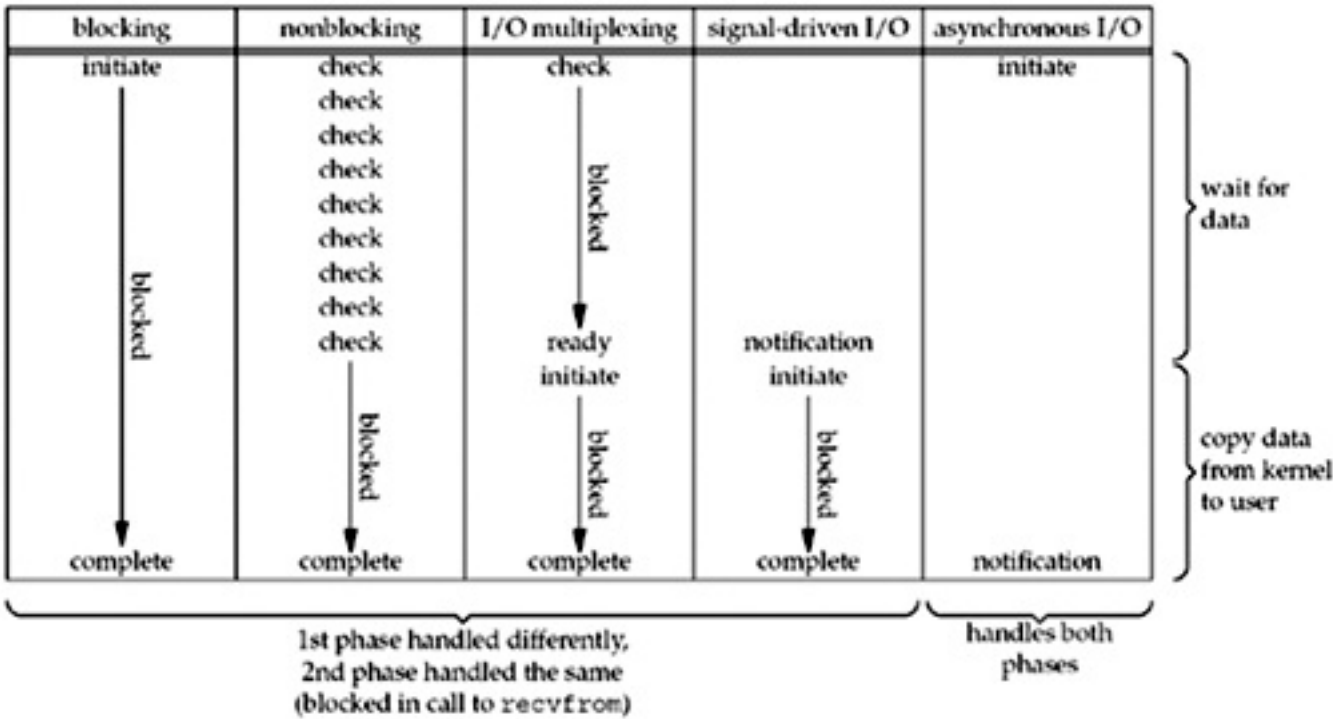 blocking nonblocking I/O multiplexing signal-driven I/O asynchronous I/O
initiate check check initiate
check
check
check
check
check
check
check
check ready notification
initiate initiate
blocked
blocked
blocked
blocked
blocked
complete complete complete complete notification
wait for
data
copy data
from kernel
to user
1st phase handled differently,
2nd phase handled the same
(blocked in call to recvfrom)
handles both
phases